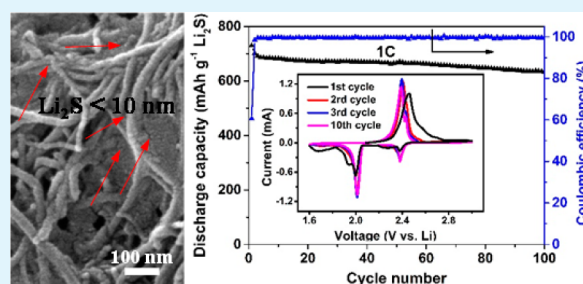 Li₂S < 10 nm
100 nm
Discharge capacity (mAh g⁻¹ Li₂S)
800
600
400
200
0
1C
1st cycle
2rd cycle
3rd cycle
10th cycle
Current (mA)
1.2
0.6
0.0
-0.6
-1.2
1.6 2.0 2.4 2.8
Voltage (V vs. Li)
100
80
60
40
20
0
Coulombic efficiency (%)
0 20 40 60 80 100
Cycle number